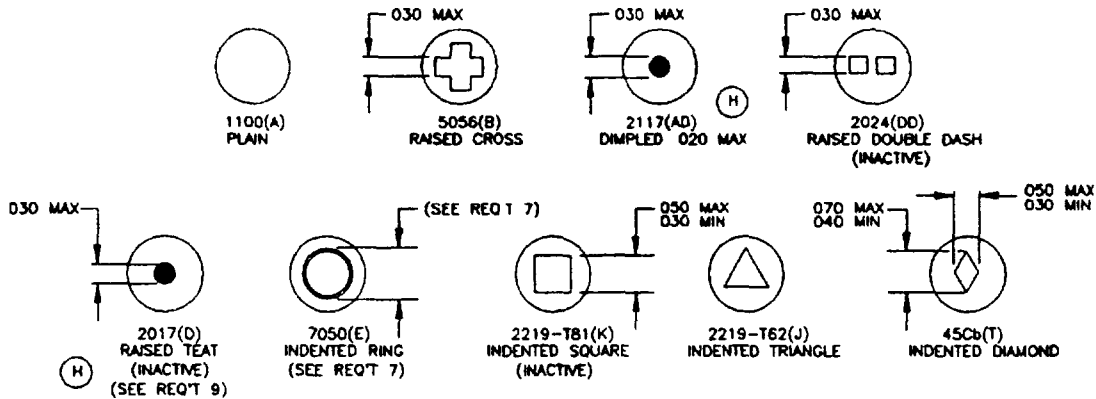 030 MAX
030 MAX
030 MAX
1100(A)
PLAIN
5056(B)
RAISED CROSS
2117(AD)
DIMPLED 020 MAX
H
2024(DD)
RAISED DOUBLE DASH
(INACTIVE)
030 MAX
(SEE REQ'T 7)
050 MAX
030 MIN
070 MAX
040 MIN
050 MAX
030 MIN
H
2017(D)
RAISED TEAT
(INACTIVE)
(SEE REQ'T 9)
7050(E)
INDENTED RING
(SEE REQ'T 7)
2219-T81(K)
INDENTED SQUARE
(INACTIVE)
2219-T62(J)
INDENTED TRIANGLE
45Cb(T)
INDENTED DIAMOND